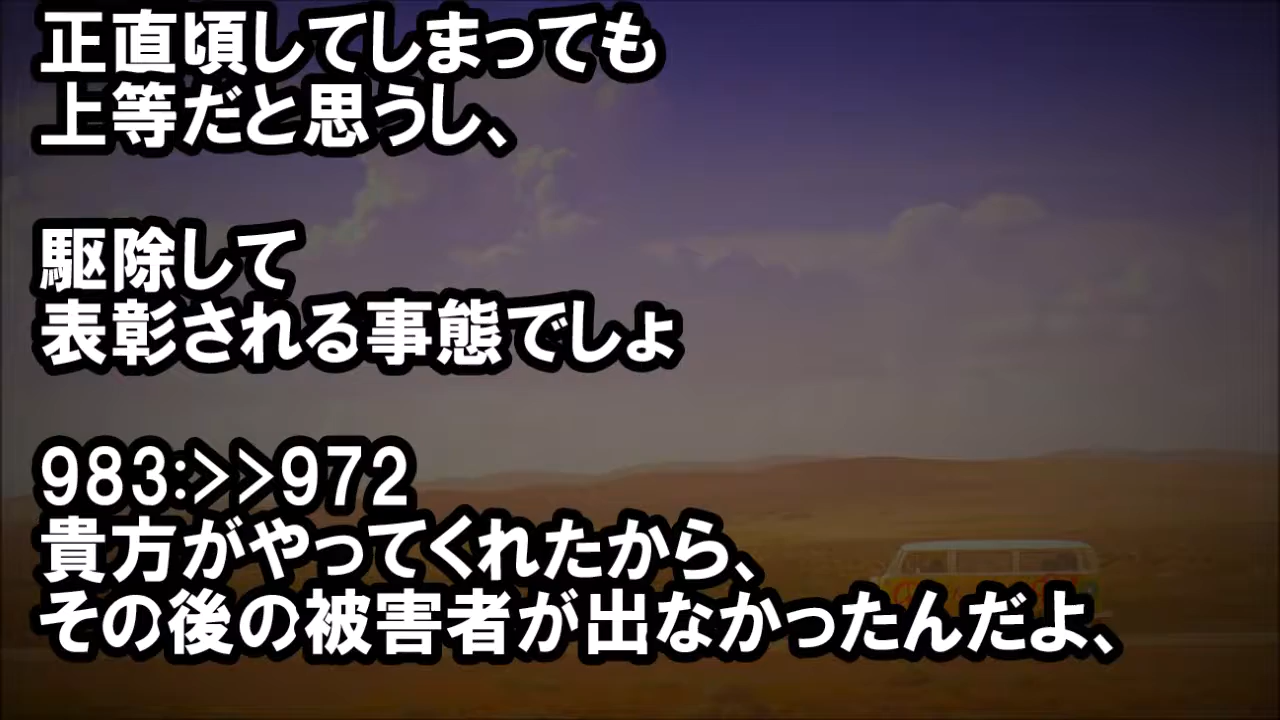 正直頃してしまっても
上等だと思うし、
駆除して
表彰される事態でしょ
983:>>972
貴方がやってくれたから、
その後の被害者が出なかったんだよ、